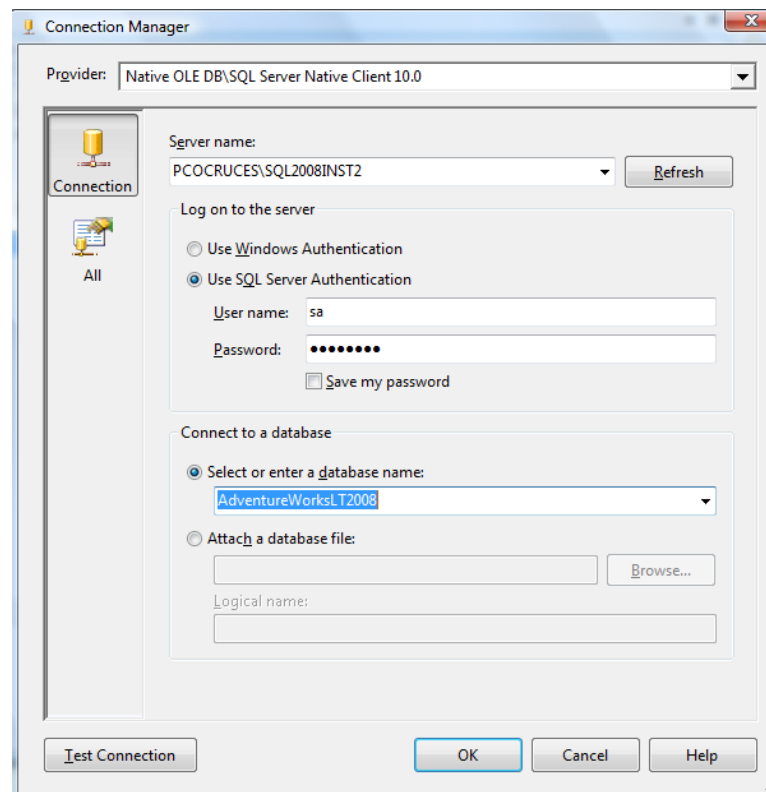 Connection Manager
Provider: Native OLE DB\SQL Server Native Client 10.0
Connection
All
Server name:
PCOCRUCES\SQL2008INST2 Refresh
Log on to the server
Use Windows Authentication
Use SQL Server Authentication
User name: sa
Password: ●●●●●●●●
Save my password
Connect to a database
Select or enter a database name:
AdventureWorksLT2008
Attach a database file:
Browse...
Logical name:
Test Connection OK Cancel Help